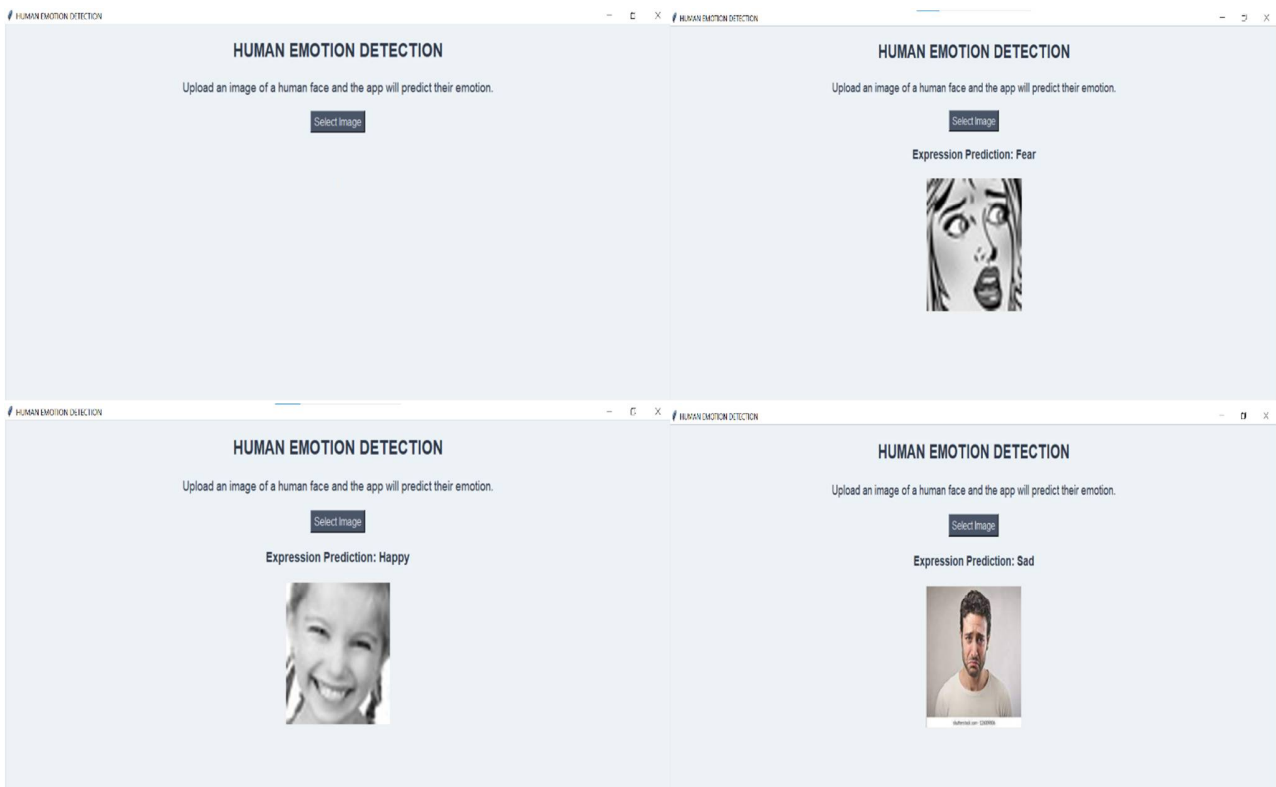 HUMAN EMOTION DETECTION
HUMAN EMOTION DETECTION
Upload an image of a human face and the app will predict their emotion.
Select Image
HUMAN EMOTION DETECTION
HUMAN EMOTION DETECTION
Upload an image of a human face and the app will predict their emotion.
Select Image
Expression Prediction: Fear
HUMAN EMOTION DETECTION
HUMAN EMOTION DETECTION
Upload an image of a human face and the app will predict their emotion.
Select Image
Expression Prediction: Happy
HUMAN EMOTION DETECTION
HUMAN EMOTION DETECTION
Upload an image of a human face and the app will predict their emotion.
Select Image
Expression Prediction: Sad